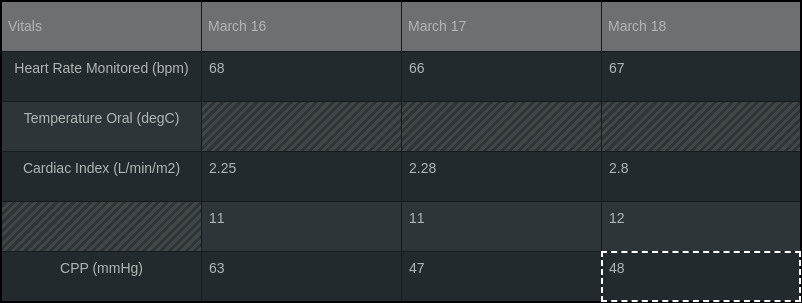 Vitals March 16 March 17 March 18
Heart Rate Monitored (bpm) 68 66 67
Temperature Oral (degC)
Cardiac Index (L/min/m2) 2.25 2.28 2.8
11 11 12
CPP (mmHg) 63 47 48